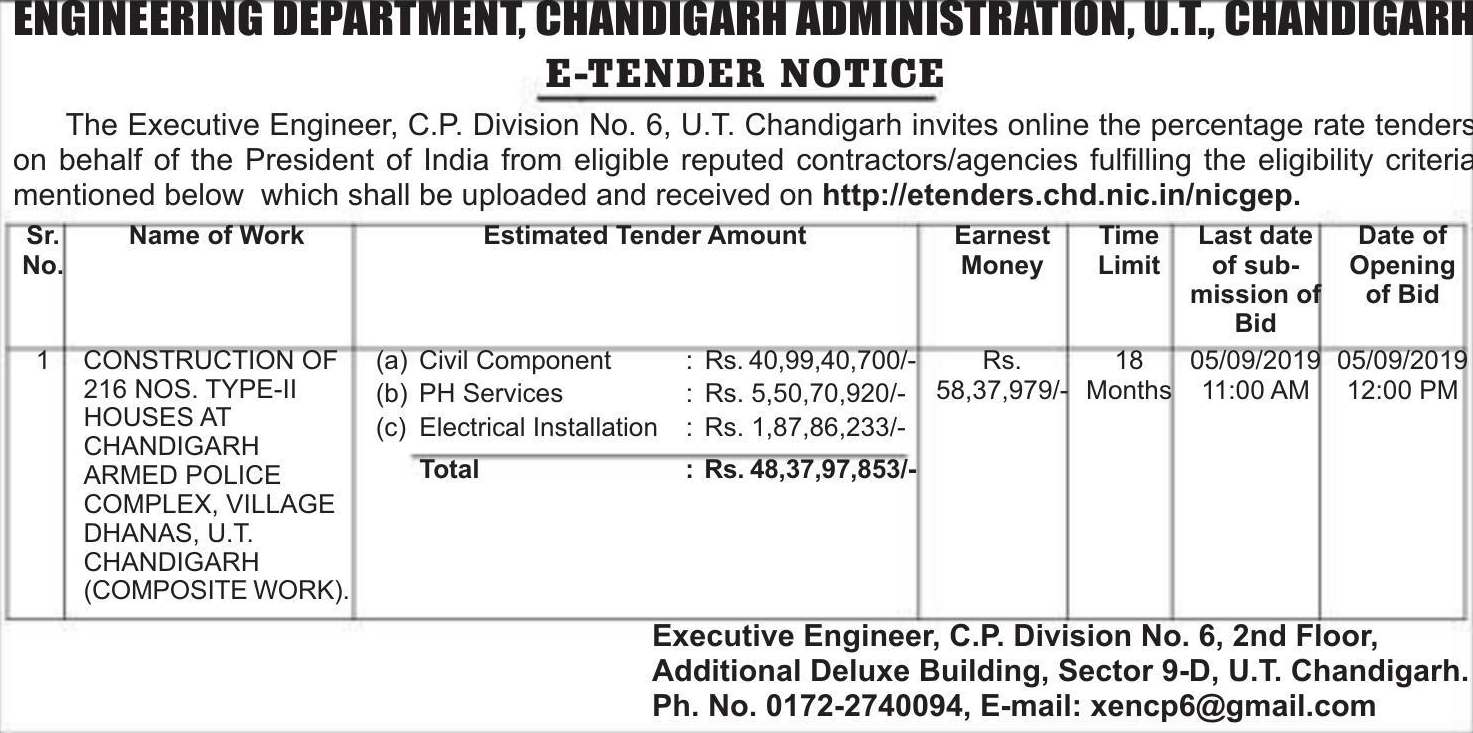 ENGINEERING DEPARTMENT, CHANDIGARH ADMINISTRATION, U.T., CHANDIGARH
E-TENDER NOTICE
The Executive Engineer, C.P. Division No. 6, U.T. Chandigarh invites online the percentage rate tenders
on behalf of the President of India from eligible reputed contractors/agencies fulfilling the eligibility criteria
mentioned below which shall be uploaded and received on http://etenders.chd.nic.in/nicgep.
Sr. No.
Name of Work
Estimated Tender Amount
Earnest Money
Time Limit
Last date of sub-mission of Bid
Date of Opening of Bid
1
CONSTRUCTION OF
216 NOS. TYPE-II
HOUSES AT
CHANDIGARH
ARMED POLICE
COMPLEX, VILLAGE
DHANAS, U.T.
CHANDIGARH
(COMPOSITE WORK).
(a) Civil Component : Rs. 40,99,40,700/-
(b) PH Services : Rs. 5,50,70,920/-
(c) Electrical Installation : Rs. 1,87,86,233/-
Total : Rs. 48,37,97,853/-
Rs.
58,37,979/-
18
Months
05/09/2019
11:00 AM
05/09/2019
12:00 PM
Executive Engineer, C.P. Division No. 6, 2nd Floor,
Additional Deluxe Building, Sector 9-D, U.T. Chandigarh.
Ph. No. 0172-2740094, E-mail: xencp6@gmail.com